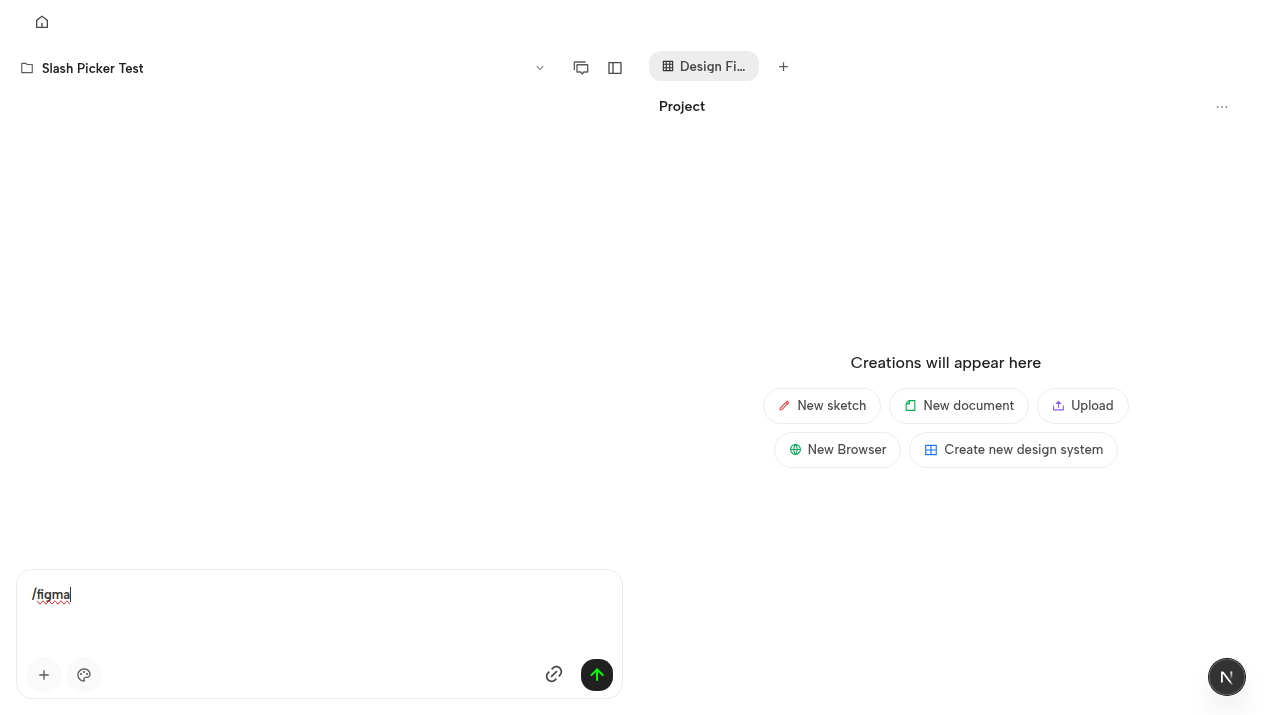 Slash Picker Test
Design Fi...
Project
Creations will appear here
New sketch
New document
Upload
New Browser
Create new design system
/figma
N